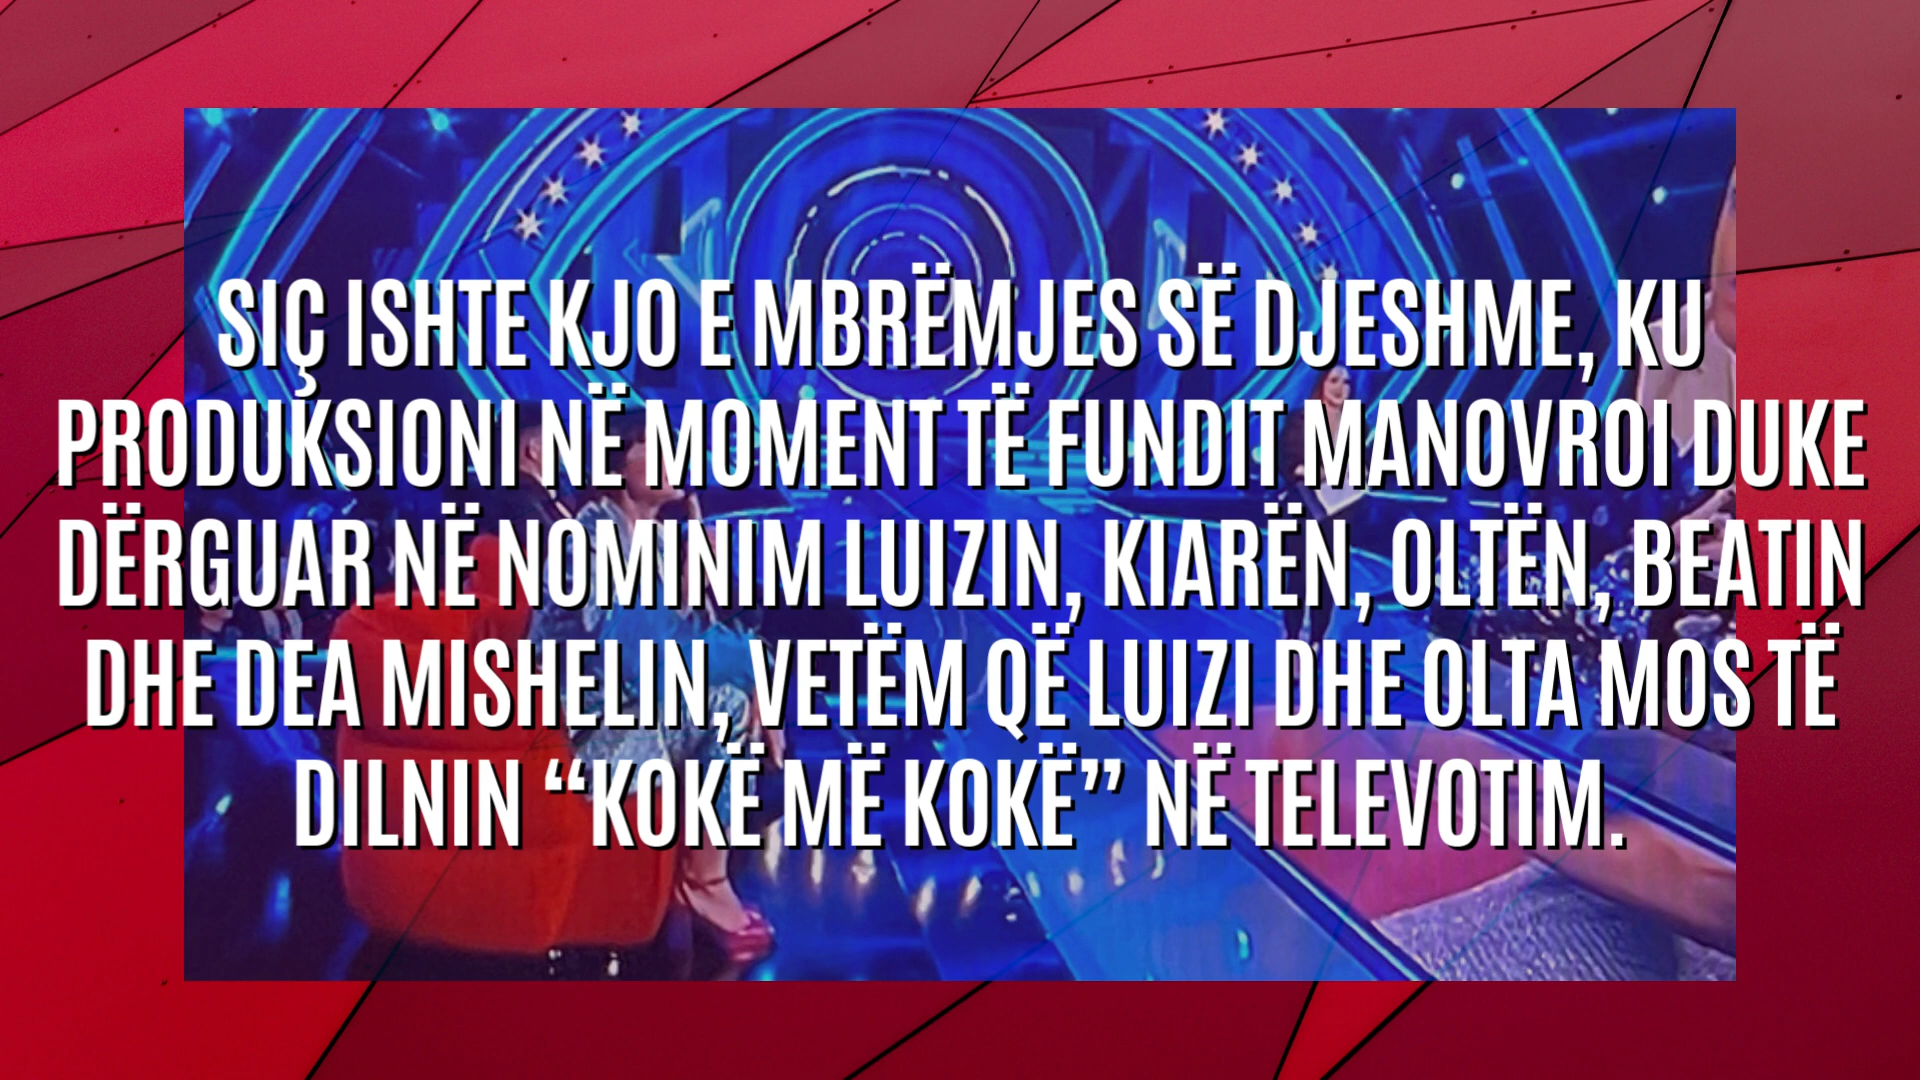 SIÇ ISHTE KJO E MBRËMJES SË DJESHME, KU
PRODUKSIONI NË MOMENT TË FUNDIT MANOVROI DUKE
DËRGUAR NË NOMINIM LUIZIN, KIARËN, OLTËN, BEATIN
DHE DEA MISHELIN, VETËM QË LUIZI DHE OLTA MOS TË
DILNIN “KOKË MË KOKË” NË TELEVOTIM.